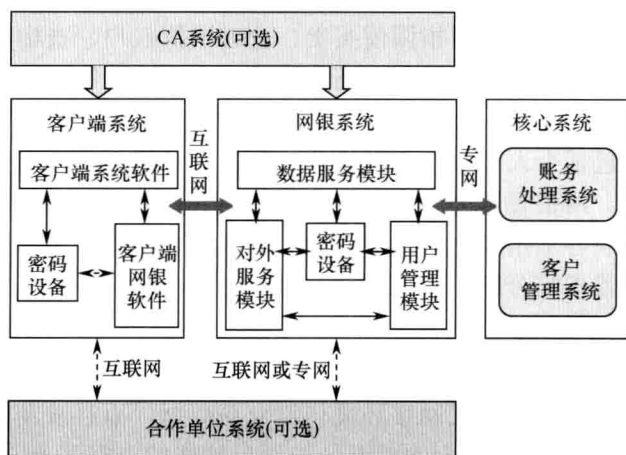 CA系统(可选)
客户端系统
客户端系统软件
密码
设备
客户端
网银
软件
互
联
网
网银系统
数据服务模块
对外
服务
模块
密码
设备
用户
管理
模块
专
网
核心系统
账务
处理系统
客户
管理系统
互联网
互联网或专网
合作单位系统(可选)